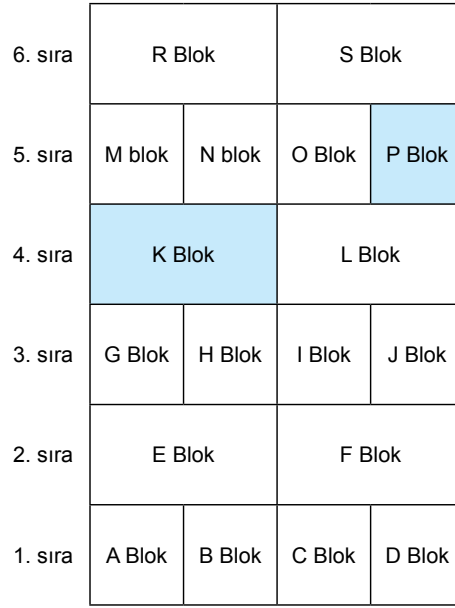 6. sıra R Blok S Blok
5. sıra M blok N blok O Blok P Blok
4. sıra K Blok L Blok
3. sıra G Blok H Blok I Blok J Blok
2. sıra E Blok F Blok
1. sıra A Blok B Blok C Blok D Blok